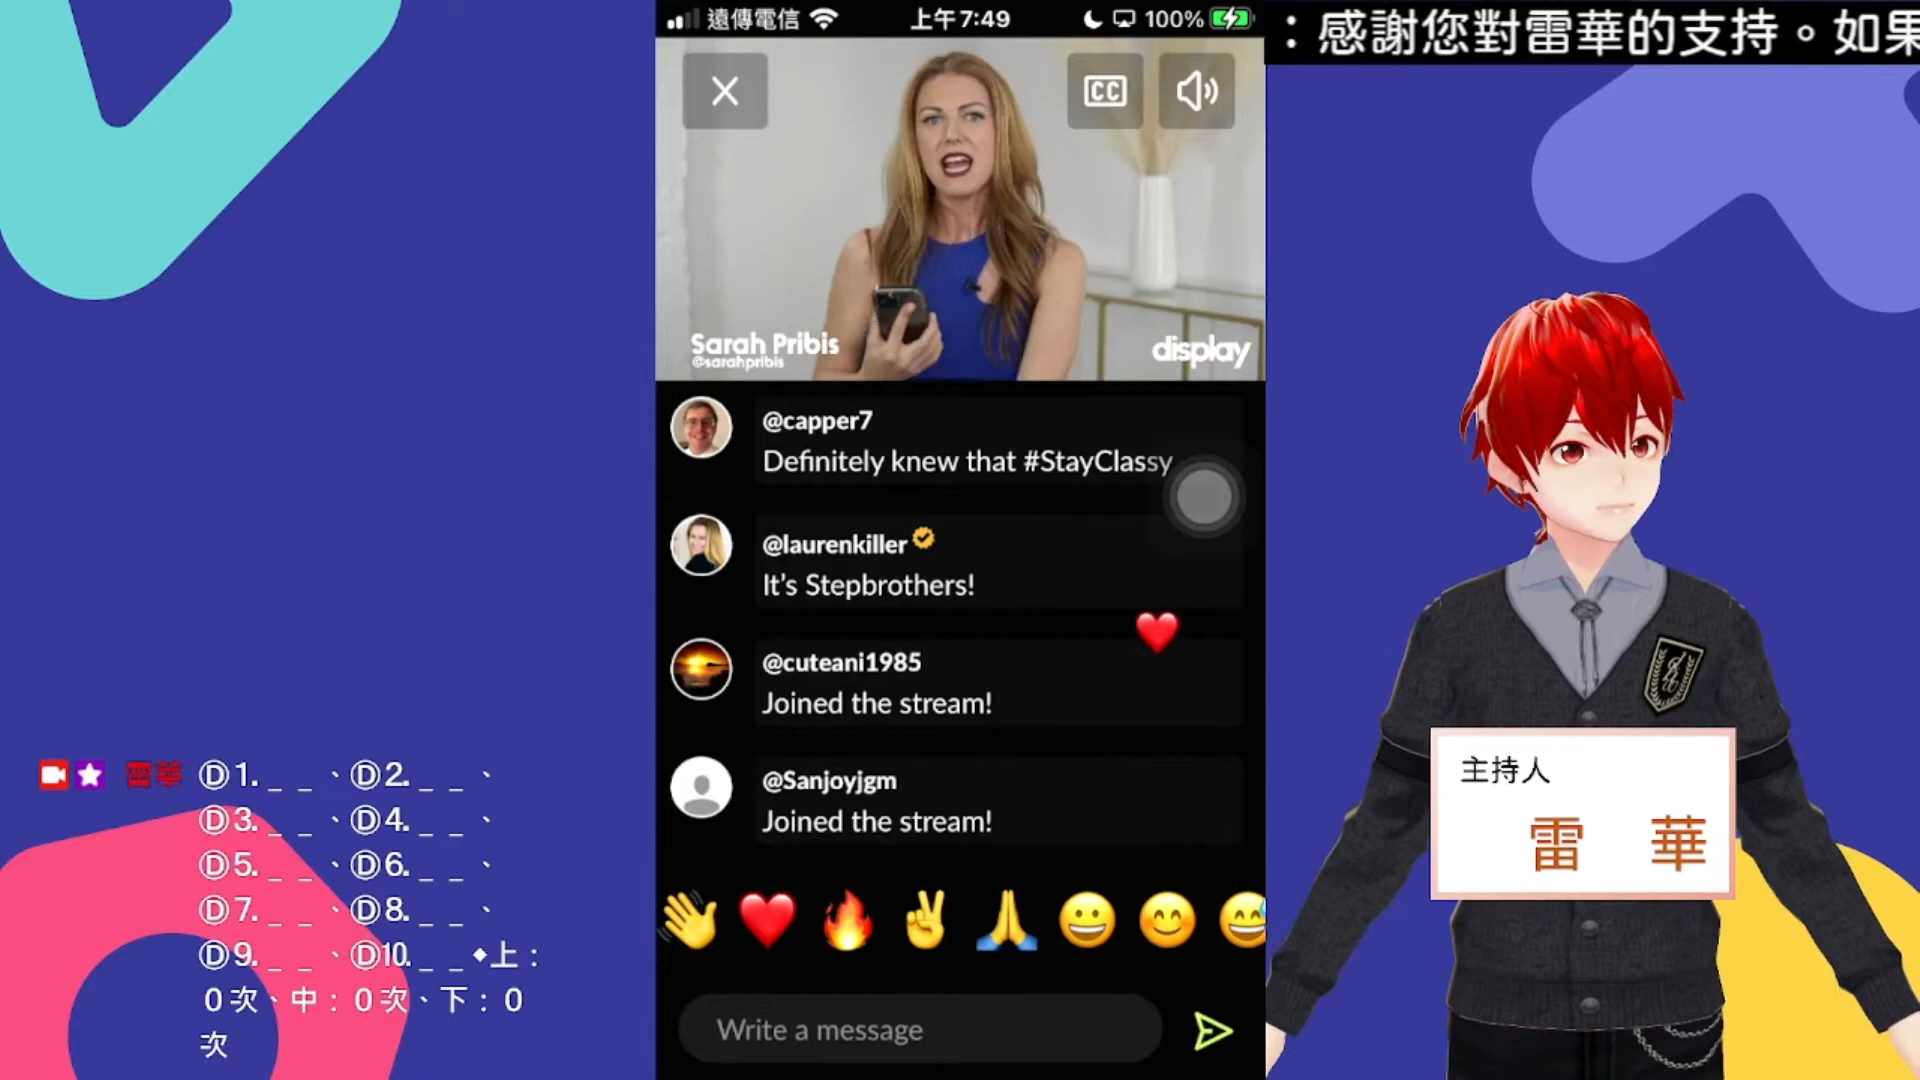 遠傳電信
上午7:49
100%
：感謝您對雷華的支持。如果
CC
Sarah Pribis
@sarahpribis
display
@capper7
Definitely knew that #StayClassy
@laurenkiller
It's Stepbrothers!
@cuteani1985
Joined the stream!
@Sanjoyjgm
Joined the stream!
Write a message
雷華 Ⓓ1. _ _ 、Ⓓ2. _ _ 、
Ⓓ3. _ _ 、Ⓓ4. _ _ 、
Ⓓ5. _ _ 、Ⓓ6. _ _ 、
Ⓓ7. _ _ 、Ⓓ8. _ _ 、
Ⓓ9. _ _ 、Ⓓ10. _ _ ◆上：
0次、中：0次、下：0
次
主持人
雷 華